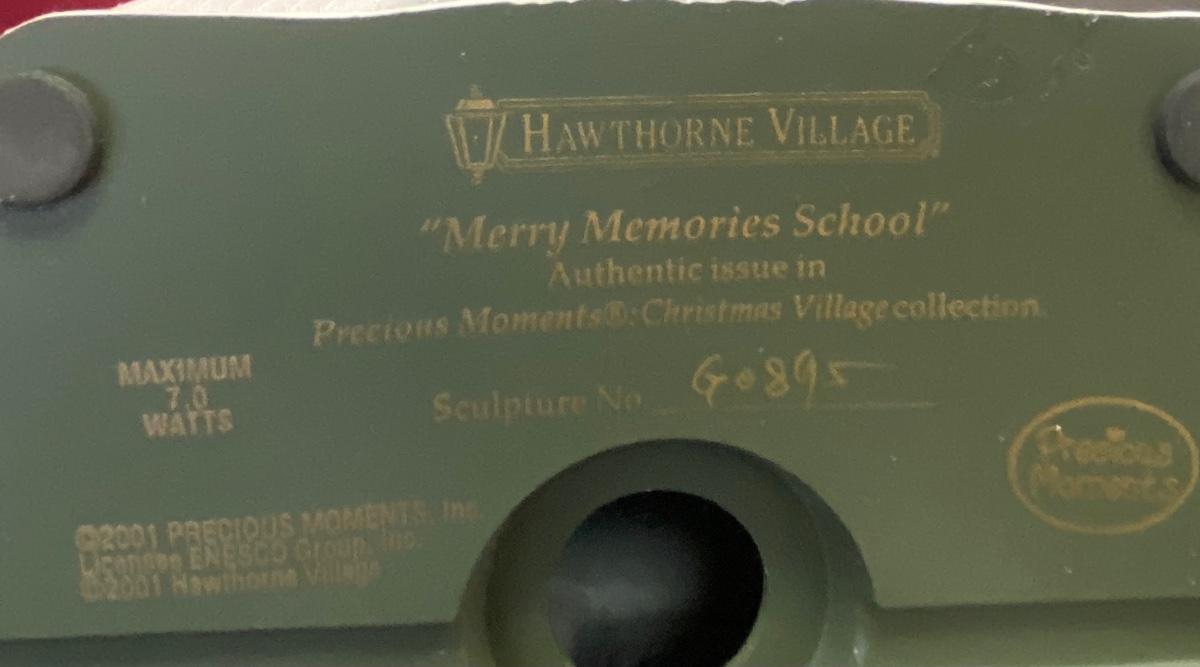 HAWTHORNE VILLAGE
"Merry Memories School"
Authentic issue in
Precious Moments®: Christmas Village collection
Sculpture No G0895
MAXIMUM
7.0
WATTS
Precious
Moments
©2001 PRECIOUS MOMENTS, Inc.
Licensee ENESCO Group, Inc.
©2001 Hawthorne Village